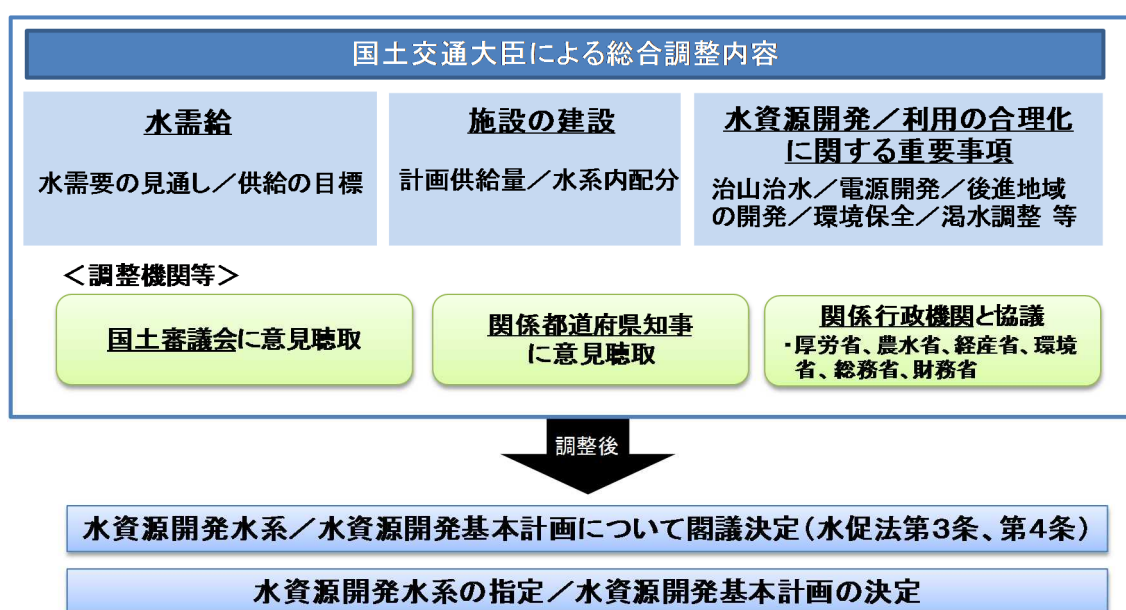 国土交通大臣による総合調整内容
水需給
水需要の見通し／供給の目標
施設の建設
計画供給量／水系内配分
水資源開発／利用の合理化
に関する重要事項
治山治水／電源開発／後進地域
の開発／環境保全／渇水調整 等
＜調整機関等＞
国土審議会に意見聴取
関係都道府県知事
に意見聴取
関係行政機関と協議
・厚労省、農水省、経産省、環境
省、総務省、財務省
調整後
水資源開発水系／水資源開発基本計画について閣議決定（水促法第３条、第４条）
水資源開発水系の指定／水資源開発基本計画の決定